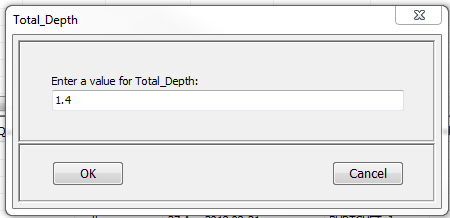 Total_Depth
Enter a value for Total_Depth:
1.4
OK
Cancel